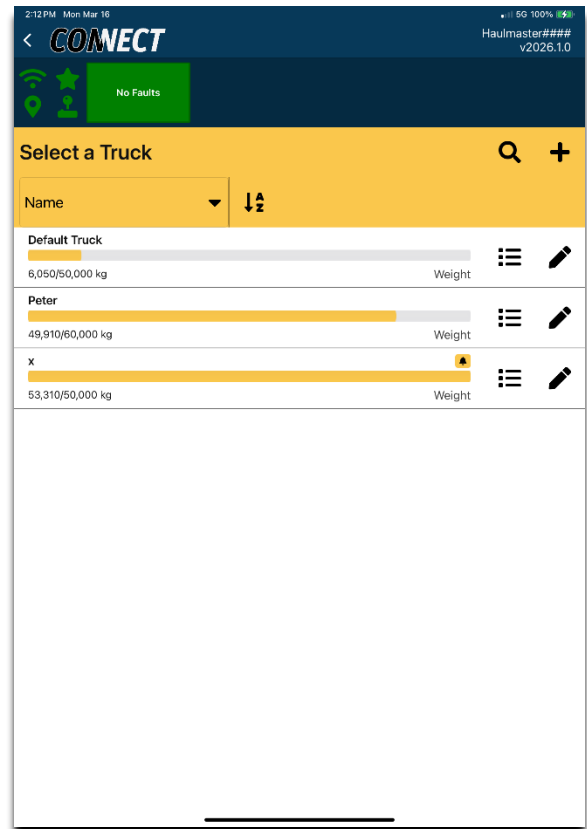 2:12 PM Mon Mar 16
5G 100%
CONNECT
Haulmaster####
v2026.1.0
No Faults
Select a Truck
Name
A
Z
Default Truck
6,050/50,000 kg
Weight
Peter
49,910/60,000 kg
Weight
x
53,310/50,000 kg
Weight